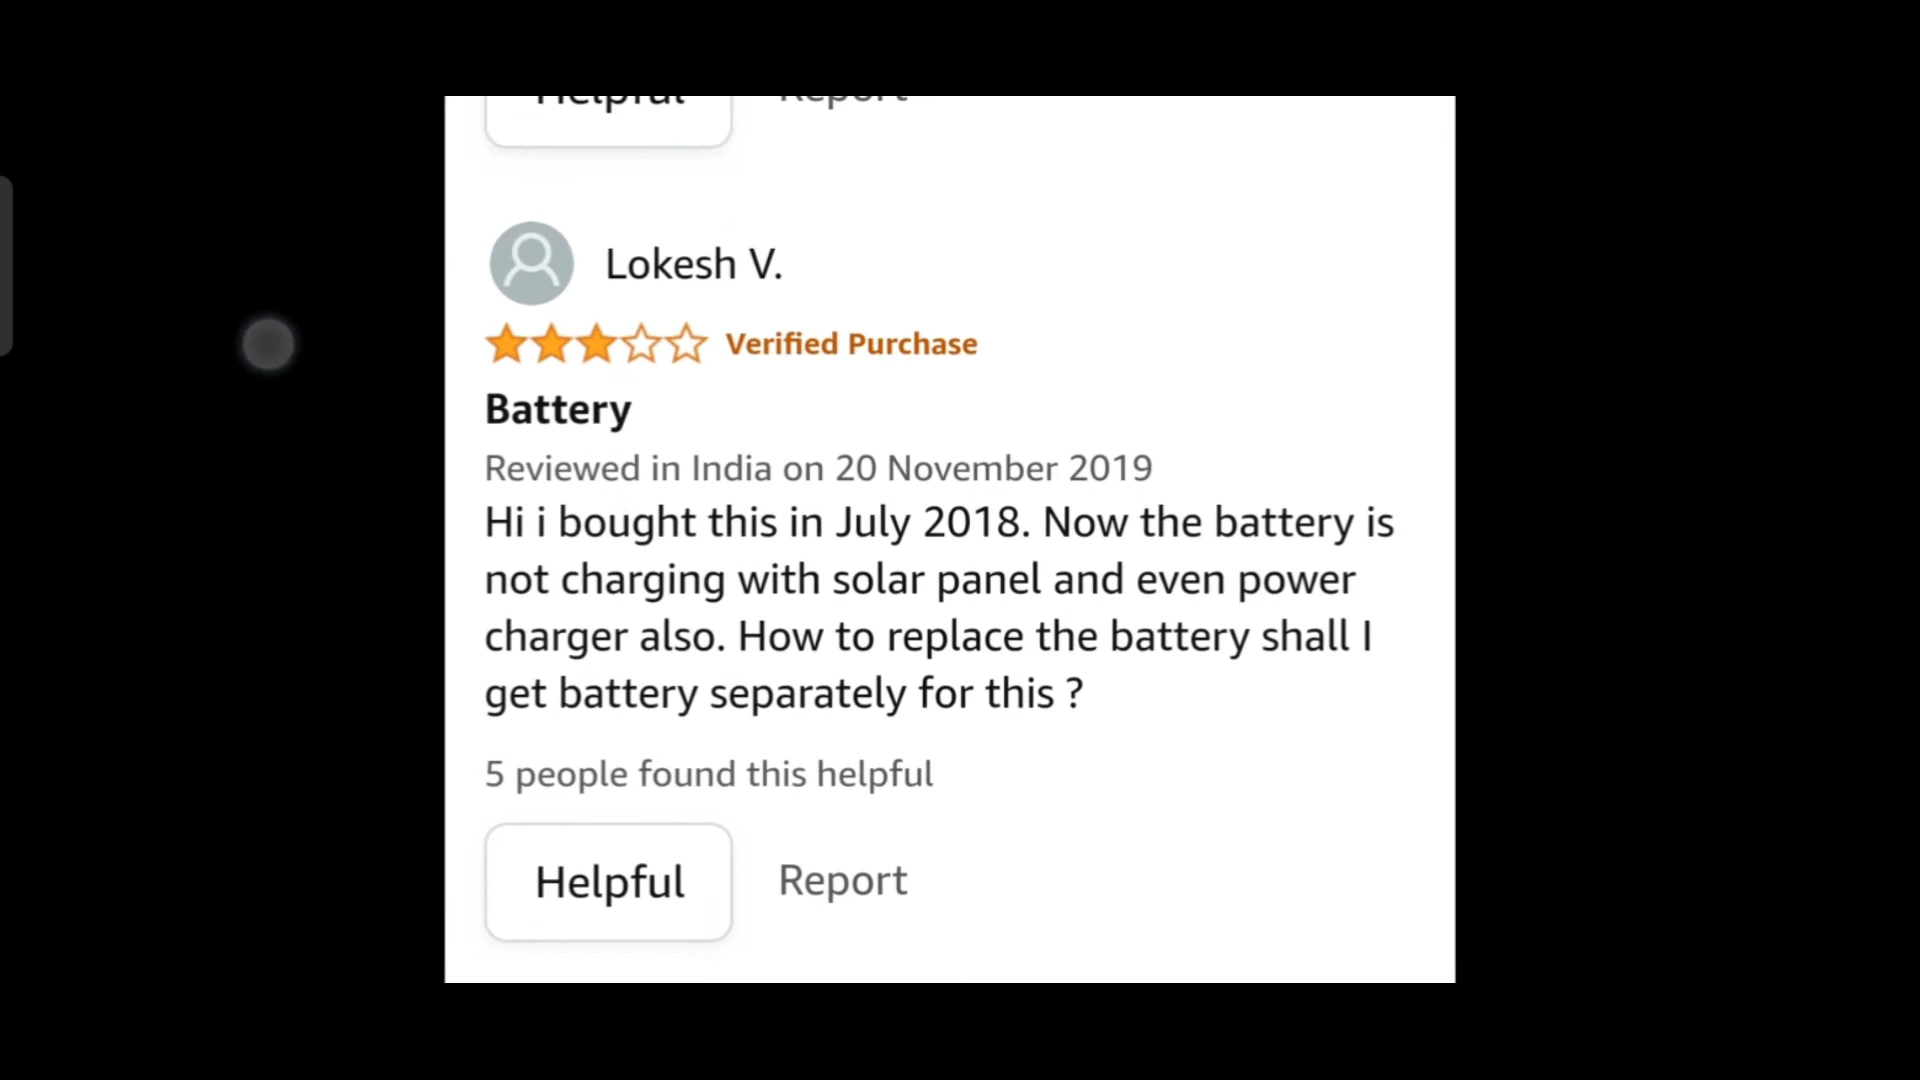 Helpful Report
Lokesh V.
Verified Purchase
Battery
Reviewed in India on 20 November 2019
Hi i bought this in July 2018. Now the battery is
not charging with solar panel and even power
charger also. How to replace the battery shall I
get battery separately for this ?
5 people found this helpful
Helpful Report